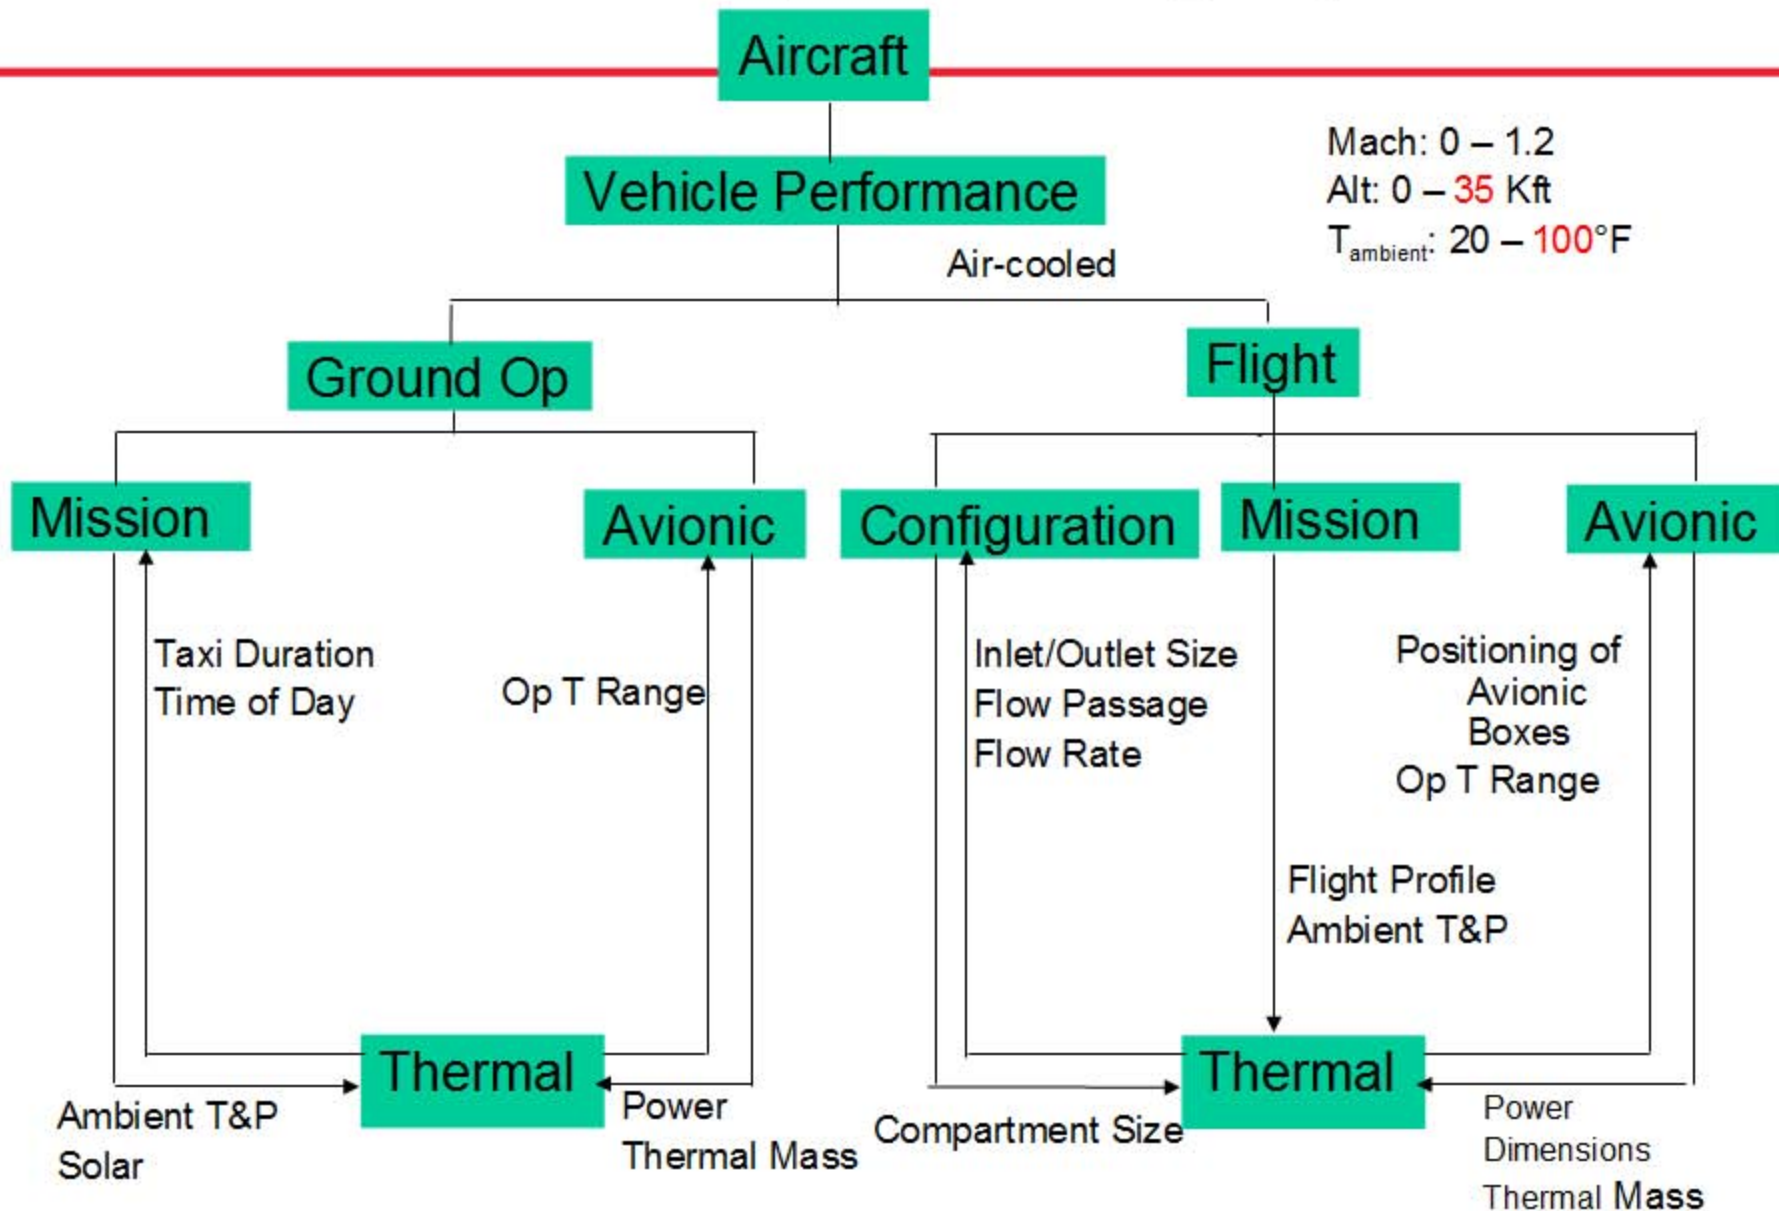 Aircraft
Vehicle Performance
Mach: 0 – 1.2
Alt: 0 – 35 Kft
Tambient: 20 – 100°F
Air-cooled
Ground Op
Flight
Mission
Avionic
Configuration
Mission
Avionic
Taxi Duration
Time of Day
Op T Range
Inlet/Outlet Size
Flow Passage
Flow Rate
Positioning of
Avionic
Boxes
Op T Range
Flight Profile
Ambient T&P
Thermal
Thermal
Ambient T&P
Solar
Power
Thermal Mass
Compartment Size
Power
Dimensions
Thermal Mass